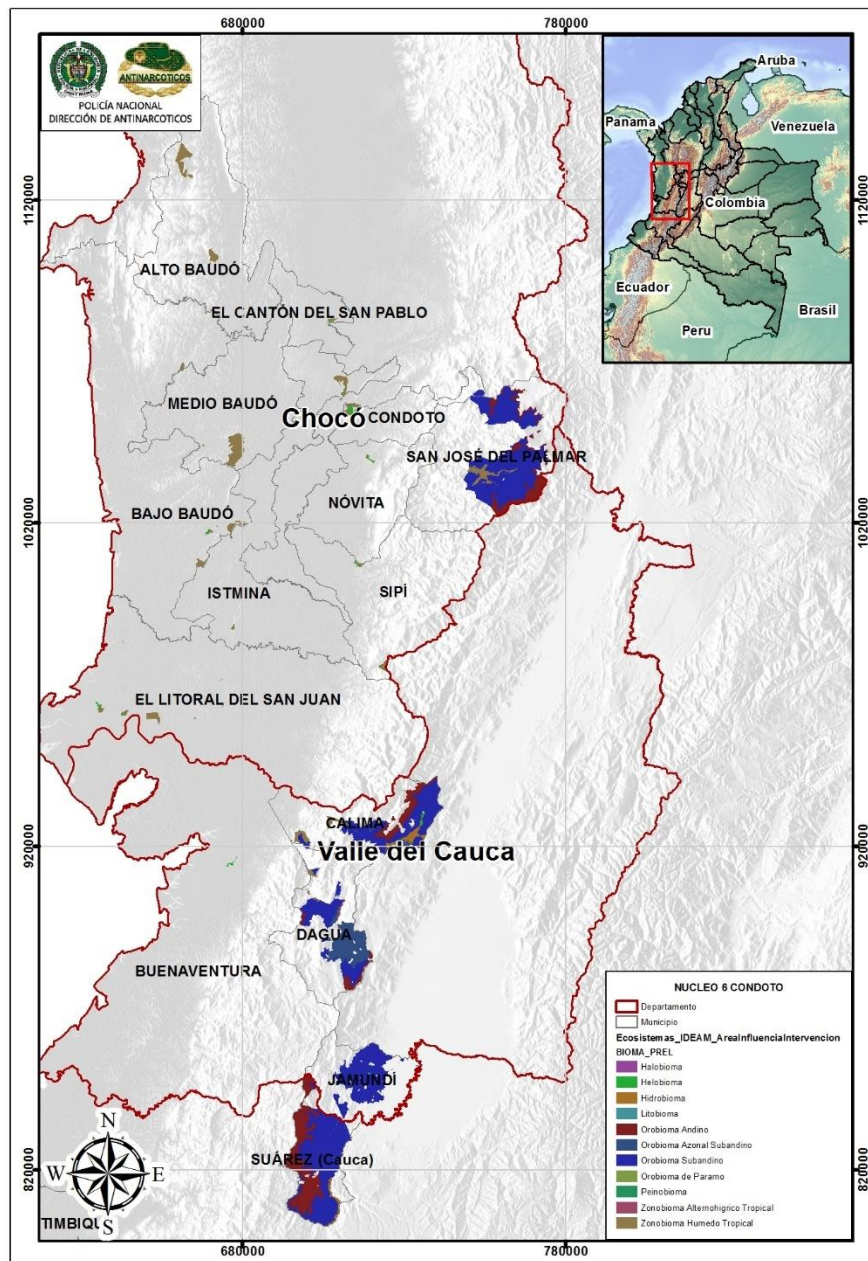 680000
780000
ANTINARCOTICOS
POLICÍA NACIONAL
DIRECCIÓN DE ANTINARCOTICOS
Aruba
Panama
Venezuela
Colombia
Ecuador
Peru
Brasil
1120000
1120000
ALTO BAUDÓ
EL CANTÓN DEL SAN PABLO
MEDIO BAUDÓ
Chocó
CONDOTO
SAN JOSÉ DEL PALMAR
NÓVITA
BAJO BAUDÓ
1020000
1020000
ISTMINA
SIPÍ
EL LITORAL DEL SAN JUAN
CALIMA
920000
920000
Valle del Cauca
DAGUA
BUENAVENTURA
JAMUNDÍ
SUÁREZ (Cauca)
820000
820000
TIMBIQU
N
W
E
S
NUCLEO 6 CONDOTO
Departamento
Municipio
Ecosistemas_IDEAM_AreaInfluenciaIntervencion
BIOMA_PREL
Halobioma
Helobioma
Hidrobioma
Litobioma
Orobioma Andino
Orobioma Azonal Subandino
Orobioma Subandino
Orobioma de Paramo
Peinobioma
Zonobioma Alternohigrico Tropical
Zonobioma Humedo Tropical
680000
780000